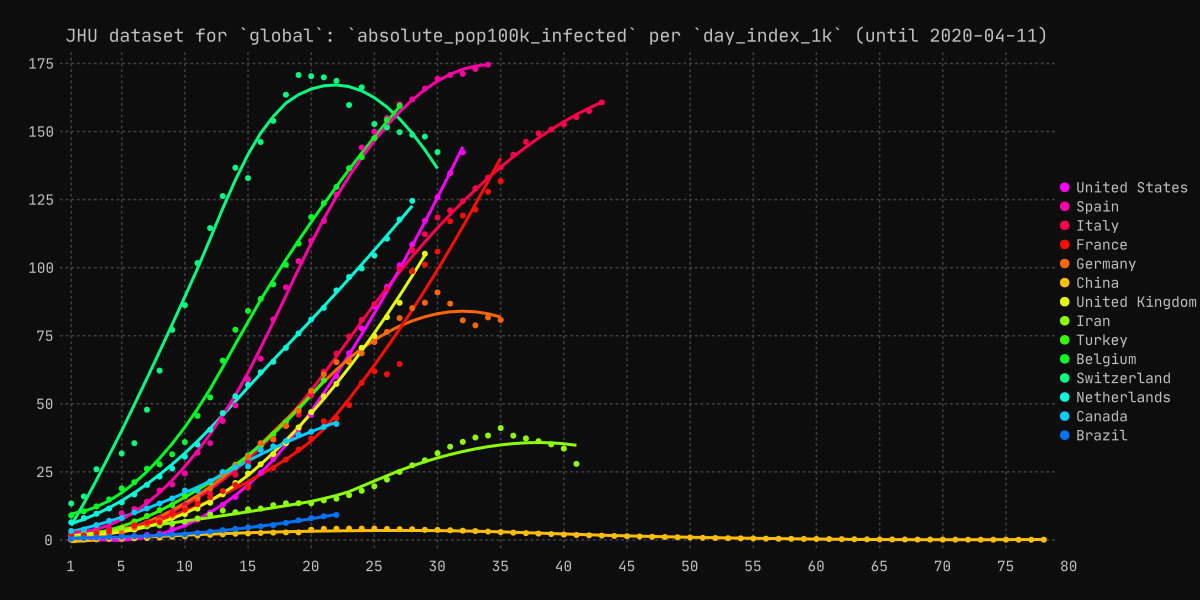 JHU dataset for `global`: `absolute_pop100k_infected` per `day_index_1k` (until 2020-04-11)
175
150
125
100
75
50
25
0
1 5 10 15 20 25 30 35 40 45 50 55 60 65 70 75 80
United States
Spain
Italy
France
Germany
China
United Kingdom
Iran
Turkey
Belgium
Switzerland
Netherlands
Canada
Brazil